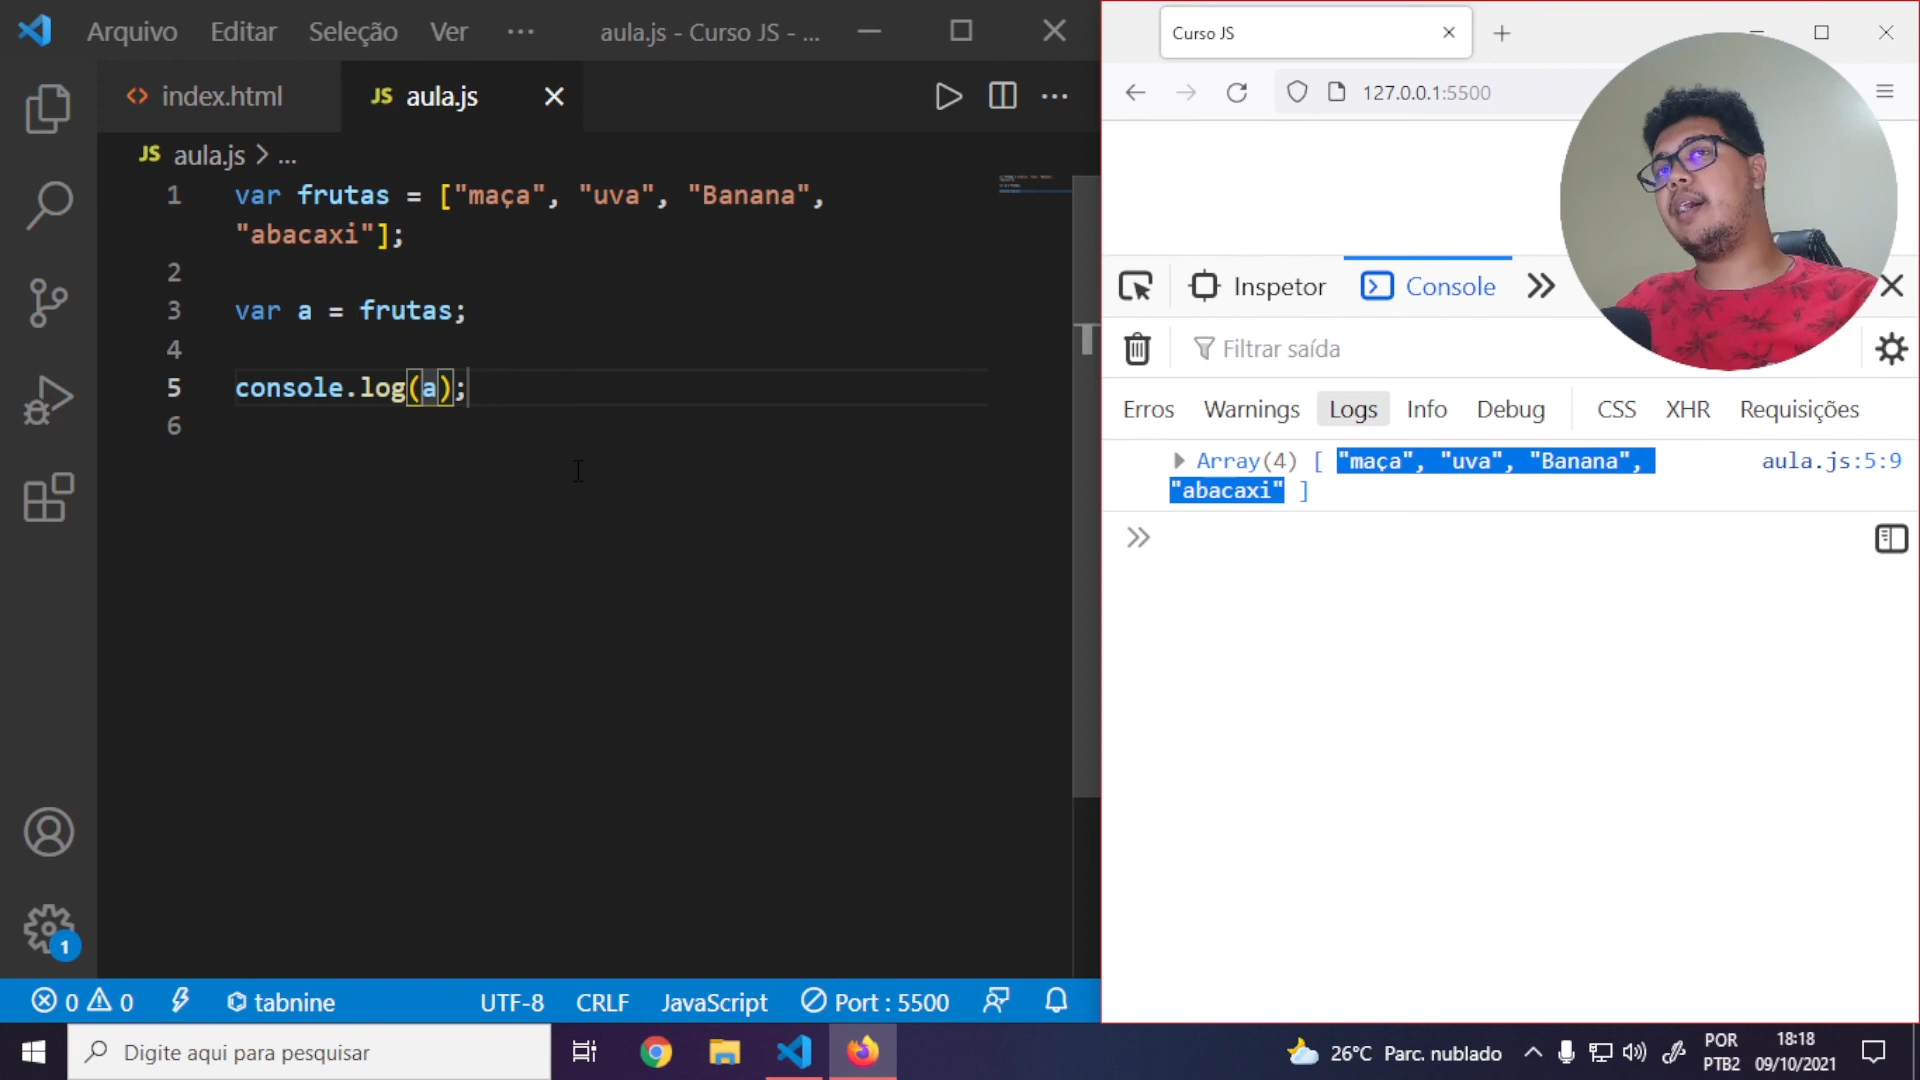 Arquivo Editar Seleção Ver ··· aula.js - Curso JS - ...
index.html JS aula.js
JS aula.js > ...
1 var frutas = ["maça", "uva", "Banana",
"abacaxi"];
2
3 var a = frutas;
4
5 console.log(a);
6
1
0 0 tabnine UTF-8 CRLF JavaScript Port : 5500
Curso JS
127.0.0.1:5500
Inspetor Console
Filtrar saída
Erros Warnings Logs Info Debug CSS XHR Requisições
Array(4) [ "maça", "uva", "Banana", aula.js:5:9
"abacaxi" ]
Digite aqui para pesquisar
26°C Parc. nublado
POR
PTB2
18:18
09/10/2021